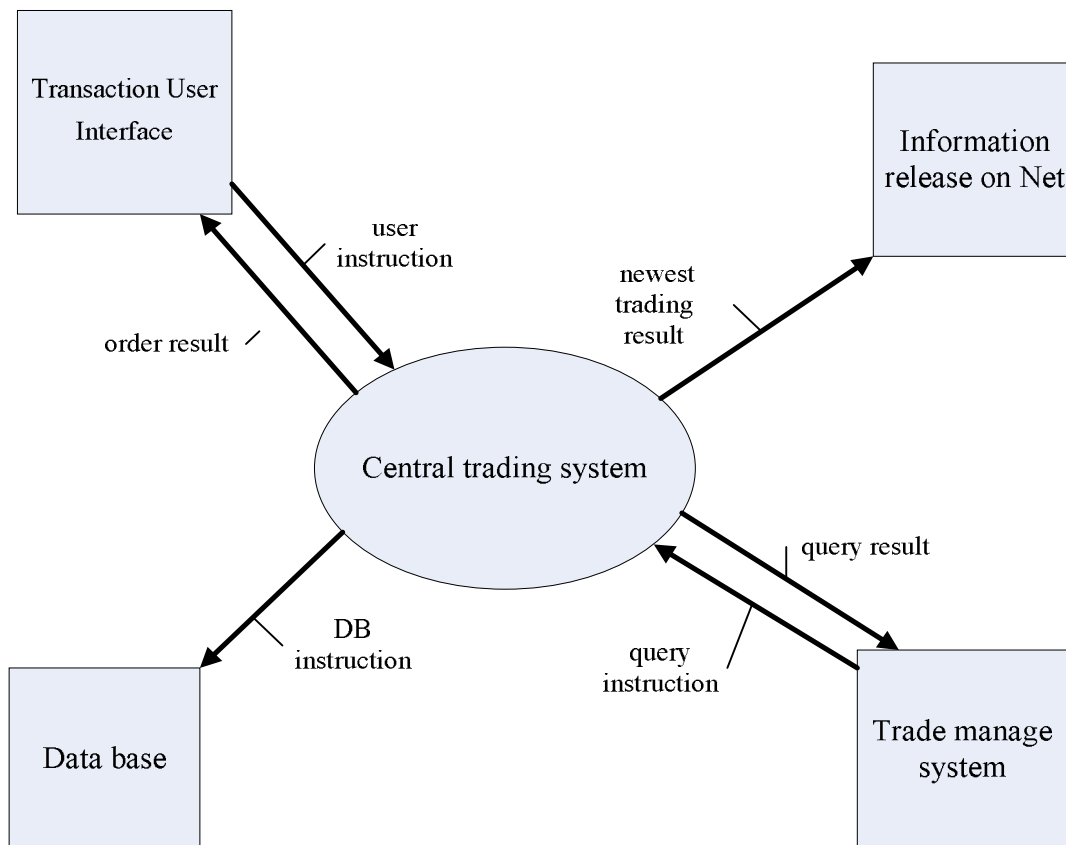 Transaction User
Interface
Information
release on Net
user
instruction
newest
trading
result
order result
Central trading system
query result
DB
instruction
query
instruction
Data base
Trade manage
system